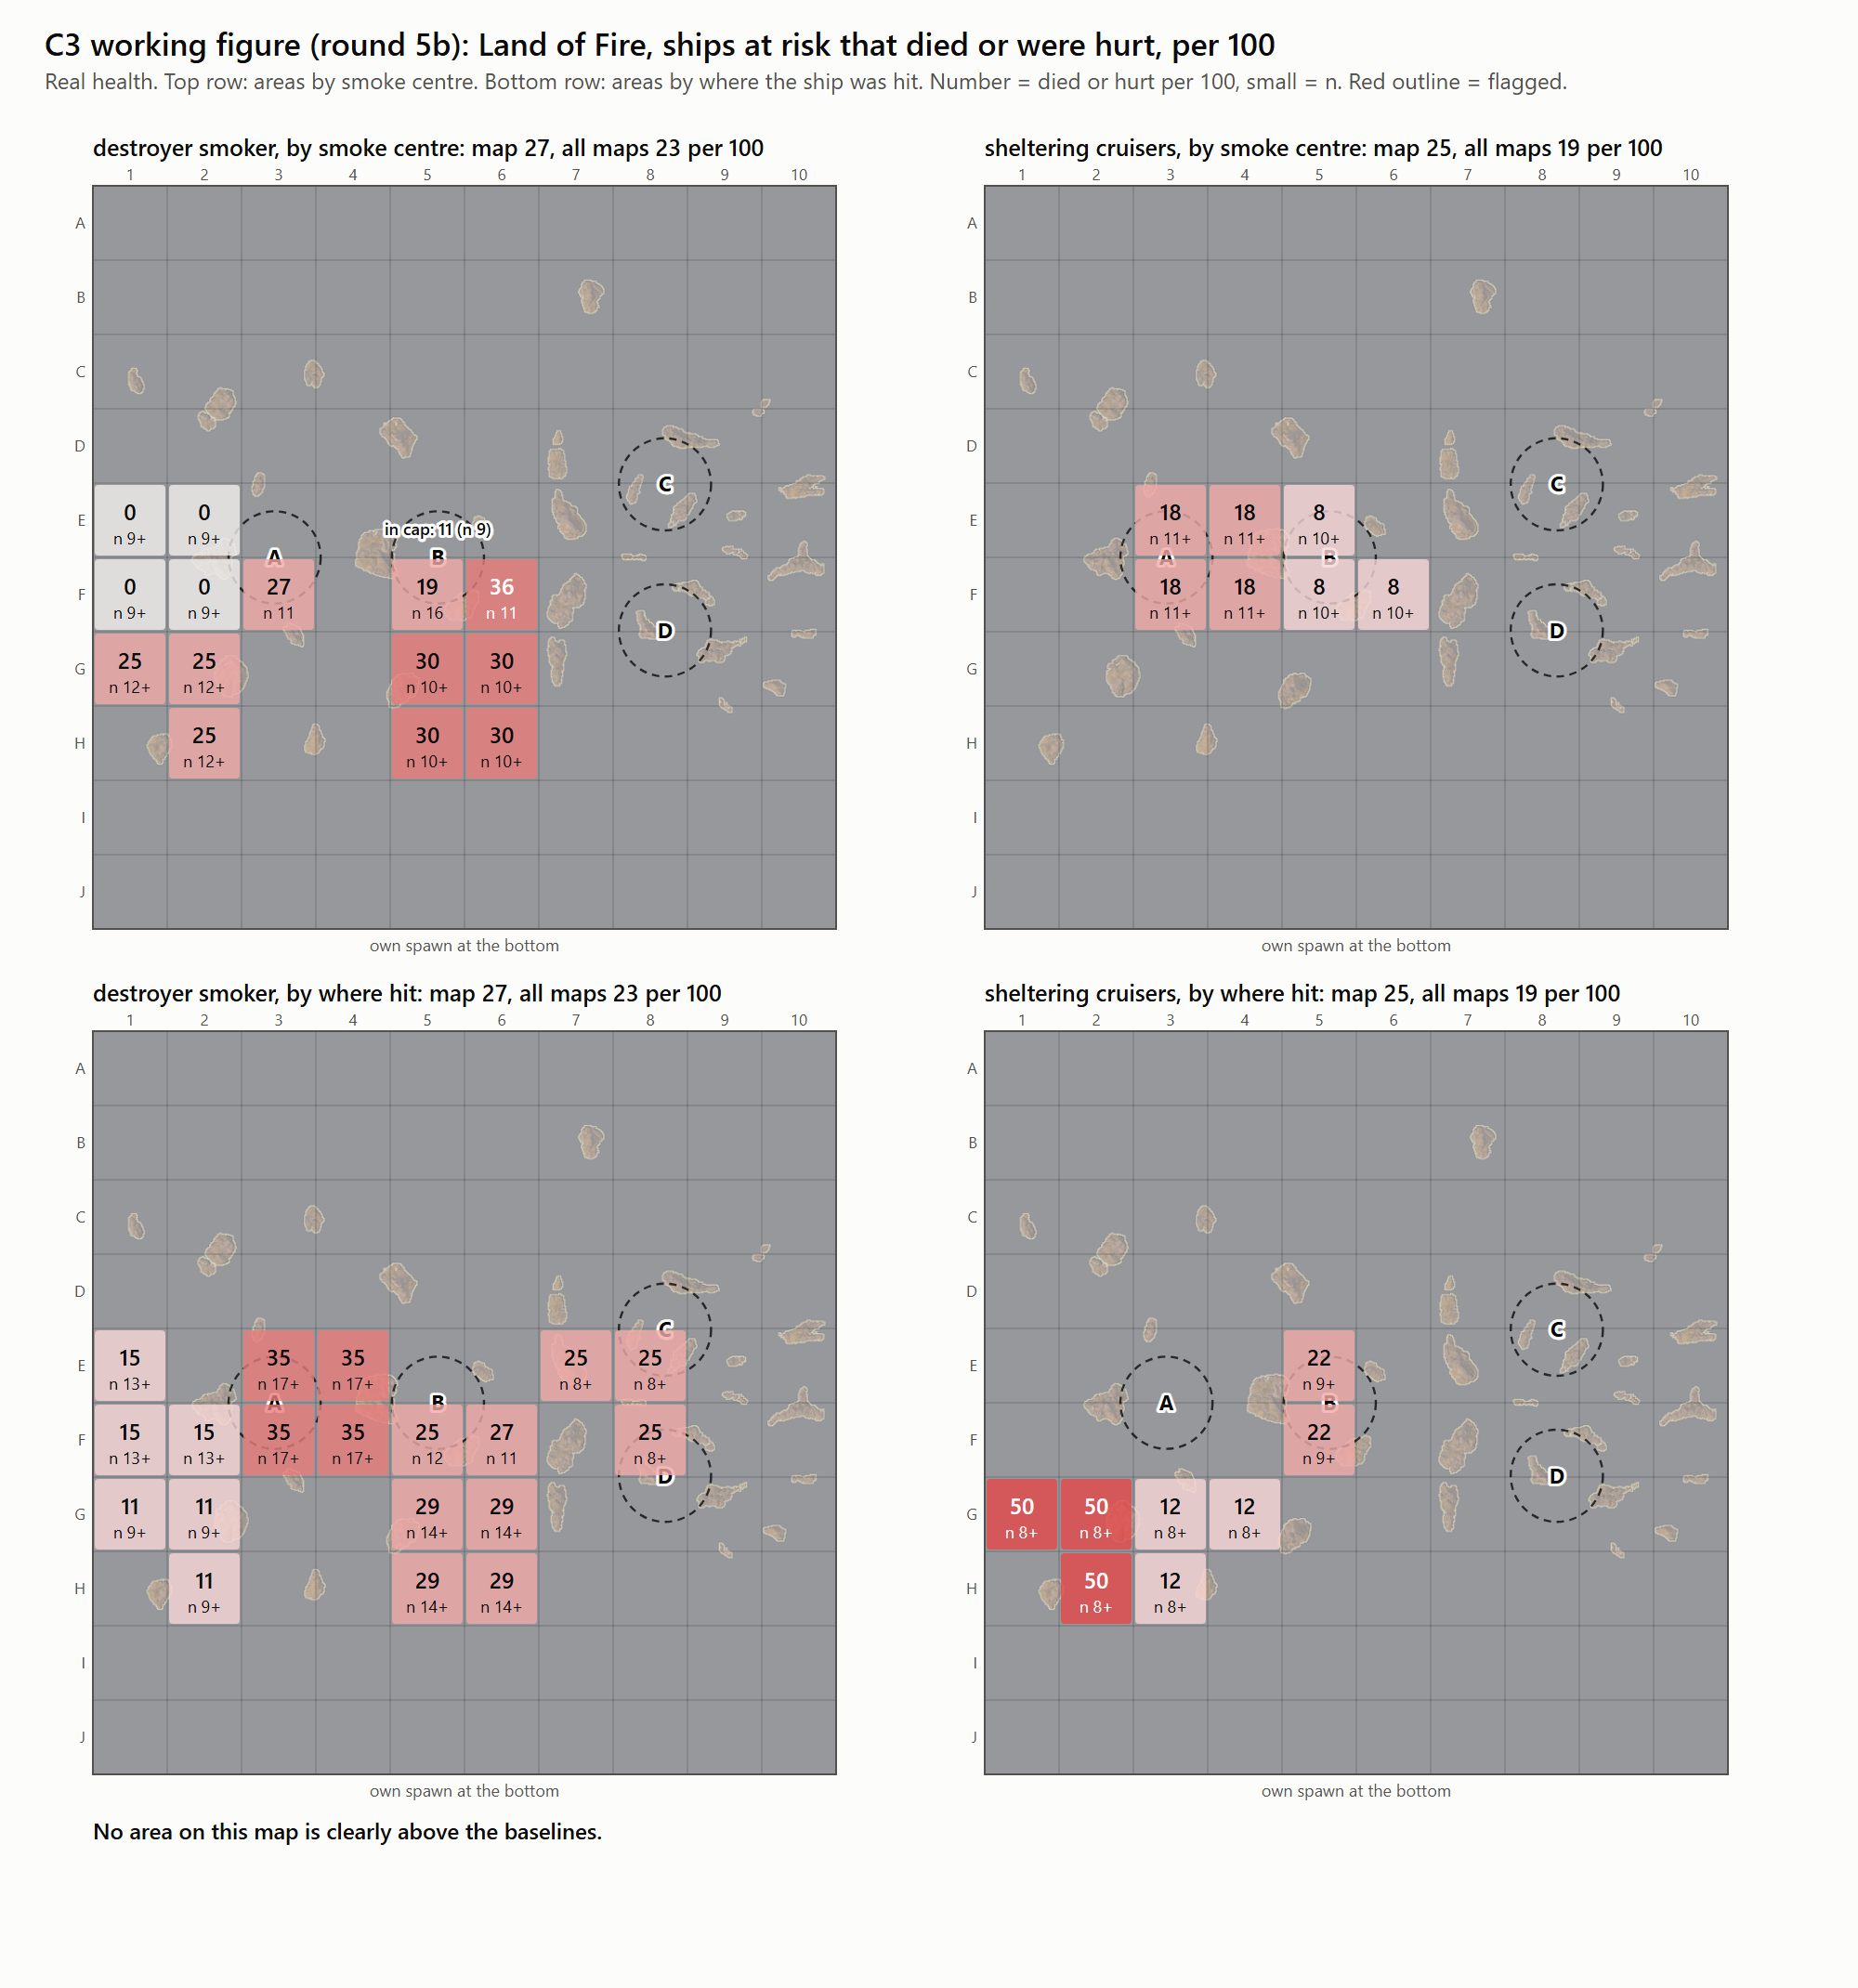 C3 working figure (round 5b): Land of Fire, ships at risk that died or were hurt, per 100
Real health. Top row: areas by smoke centre. Bottom row: areas by where the ship was hit. Number = died or hurt per 100, small = n. Red outline = flagged.
destroyer smoker, by smoke centre: map 27, all maps 23 per 100
1 2 3 4 5 6 7 8 9 10
A
B
C
D
C
E
0 0
n 9+ n 9+
in cap: 11 (n 9)
A B
F
0 0 27 19 36
n 9+ n 9+ n 11 n 16 n 11
D
G
25 25 30 30
n 12+ n 12+ n 10+ n 10+
H
25 30 30
n 12+ n 10+ n 10+
I
J
own spawn at the bottom
sheltering cruisers, by smoke centre: map 25, all maps 19 per 100
1 2 3 4 5 6 7 8 9 10
A
B
C
D
C
E
18 18 8
n 11+ n 11+ n 10+
A B
F
18 18 8 8
n 11+ n 11+ n 10+ n 10+
D
G
H
I
J
own spawn at the bottom
destroyer smoker, by where hit: map 27, all maps 23 per 100
1 2 3 4 5 6 7 8 9 10
A
B
C
D
C
E
15 35 35 25 25
n 13+ n 17+ n 17+ n 8+ n 8+
A B
F
15 15 35 35 25 27 25
n 13+ n 13+ n 17+ n 17+ n 12 n 11 n 8+
D
G
11 11 29 29
n 9+ n 9+ n 14+ n 14+
H
11 29 29
n 9+ n 14+ n 14+
I
J
own spawn at the bottom
sheltering cruisers, by where hit: map 25, all maps 19 per 100
1 2 3 4 5 6 7 8 9 10
A
B
C
D
C
E
22
n 9+
A B
F
22
n 9+
D
G
50 50 12 12
n 8+ n 8+ n 8+ n 8+
H
50 12
n 8+ n 8+
I
J
own spawn at the bottom
No area on this map is clearly above the baselines.